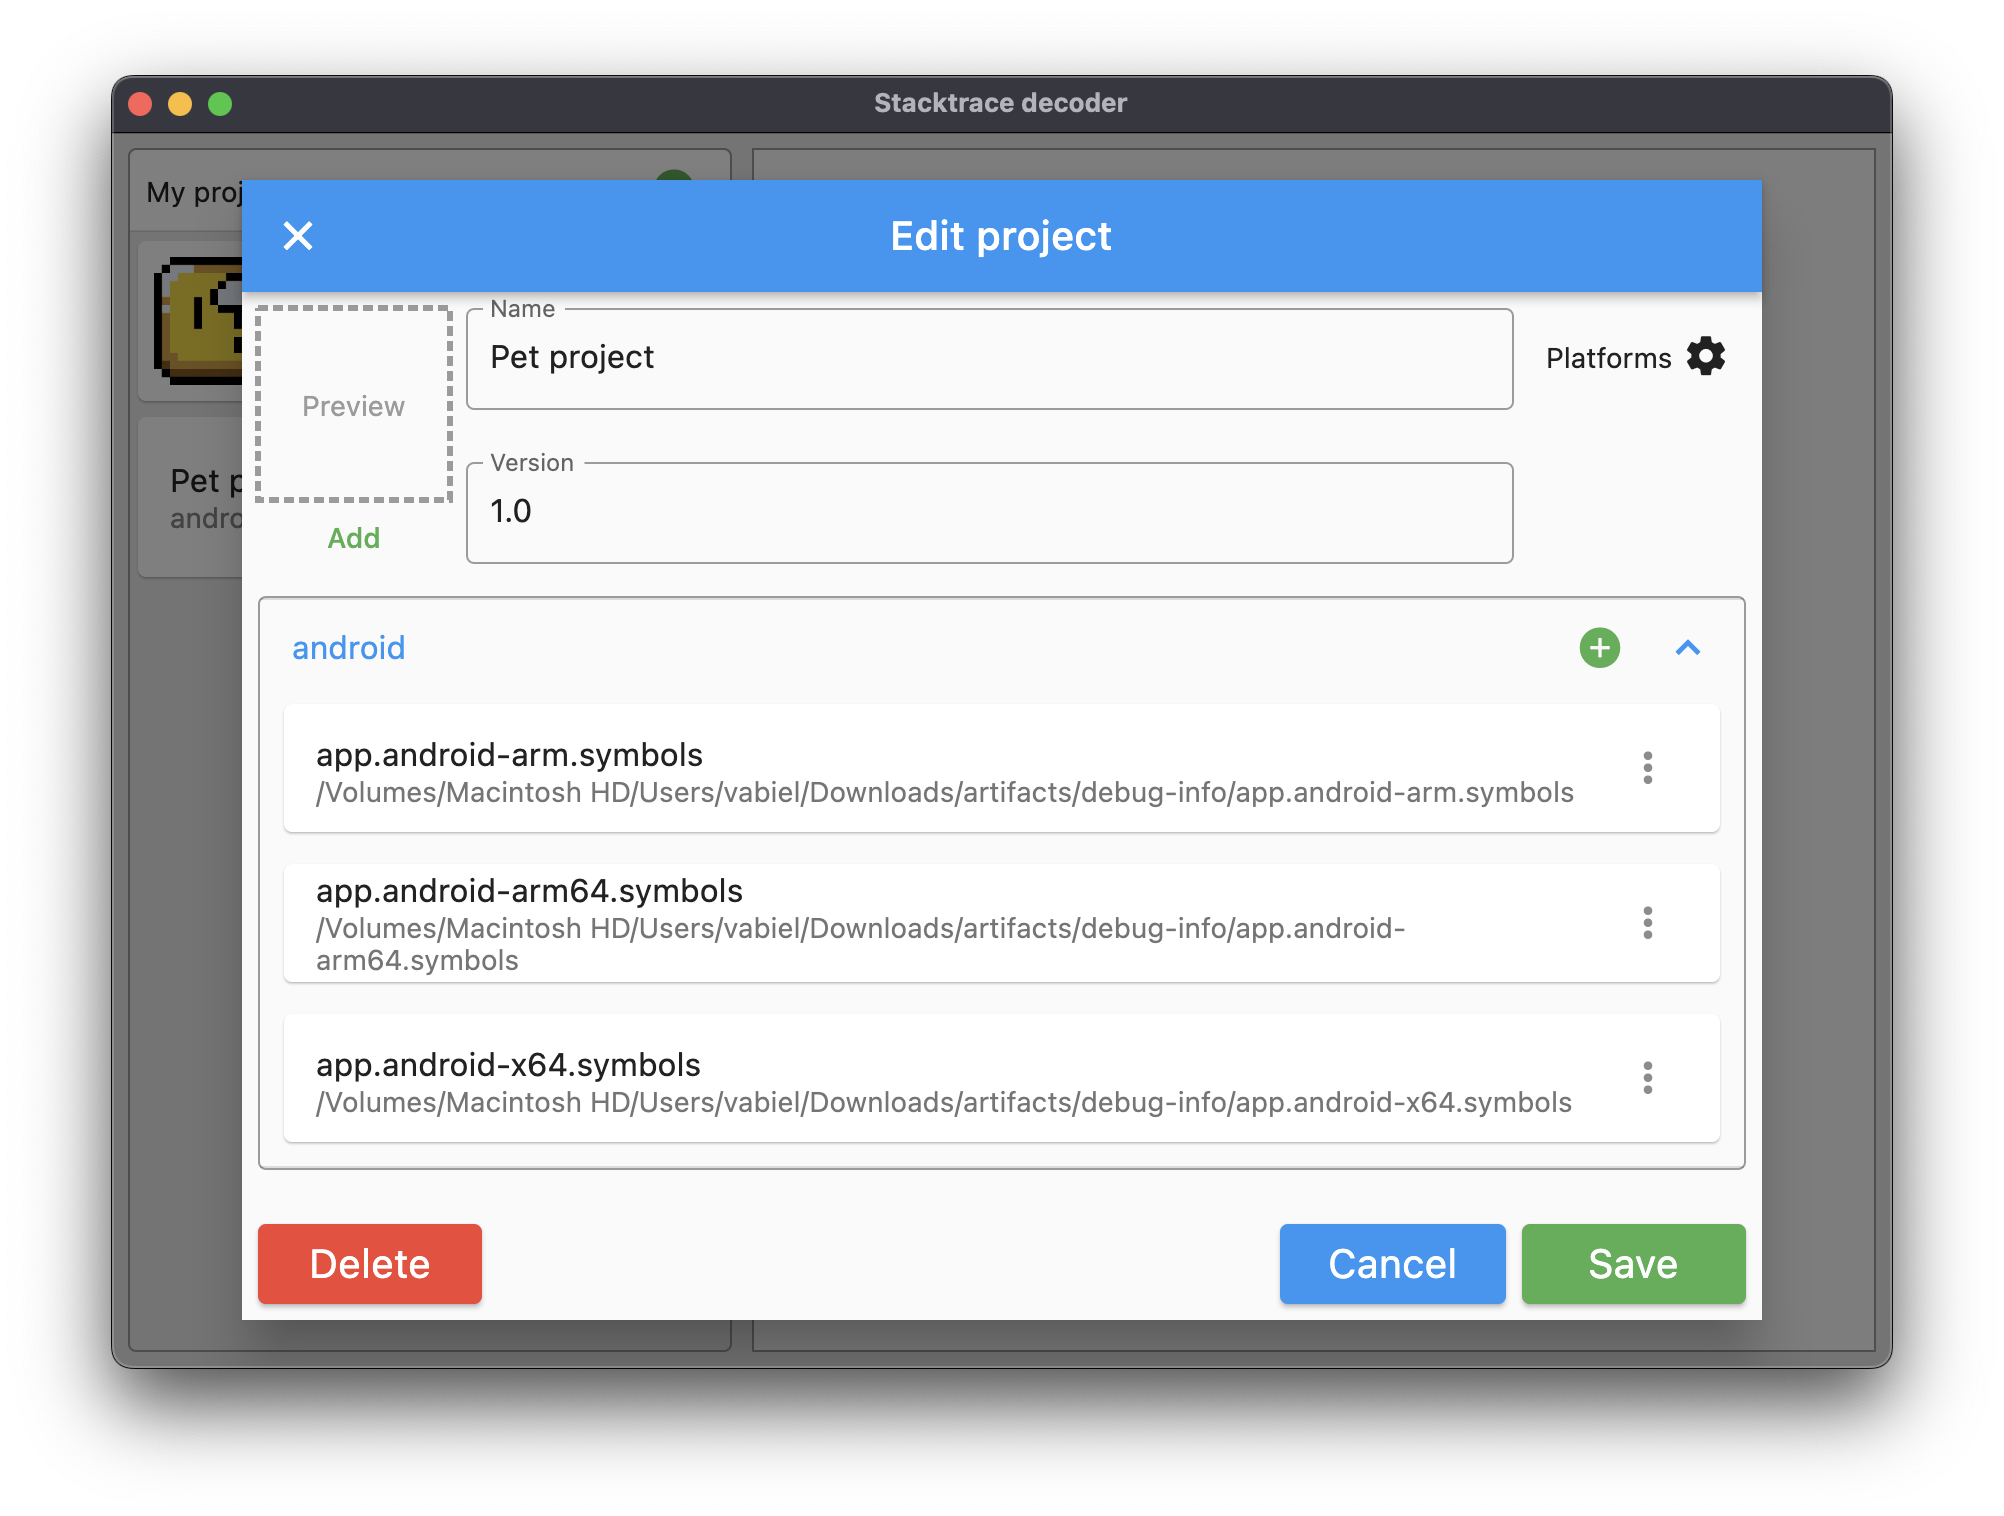 Stacktrace decoder
My proj
Edit project
Preview
Add
Name
Pet project
Platforms
Version
1.0
Pet p
andro
android
app.android-arm.symbols
/Volumes/Macintosh HD/Users/vabiel/Downloads/artifacts/debug-info/app.android-arm.symbols
app.android-arm64.symbols
/Volumes/Macintosh HD/Users/vabiel/Downloads/artifacts/debug-info/app.android-
arm64.symbols
app.android-x64.symbols
/Volumes/Macintosh HD/Users/vabiel/Downloads/artifacts/debug-info/app.android-x64.symbols
Delete
Cancel
Save